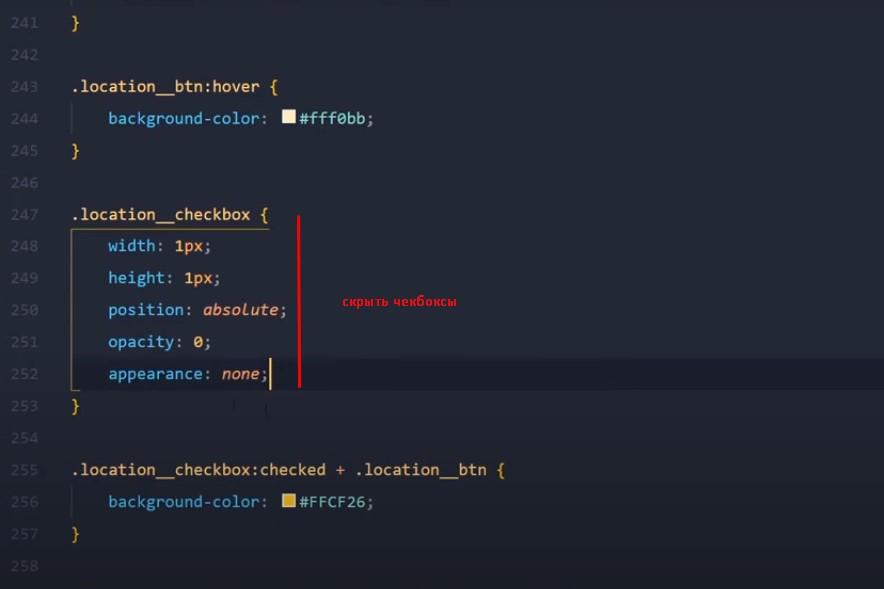 241 }
242
243 .location__btn:hover {
244 background-color: #fff0bb;
245 }
246
247 .location__checkbox {
248 width: 1px;
249 height: 1px;
250 position: absolute;
251 opacity: 0;
252 appearance: none;
253 }
254
255 .location__checkbox:checked + .location__btn {
256 background-color: #FFCF26;
257 }
258
скрыть чекбоксы